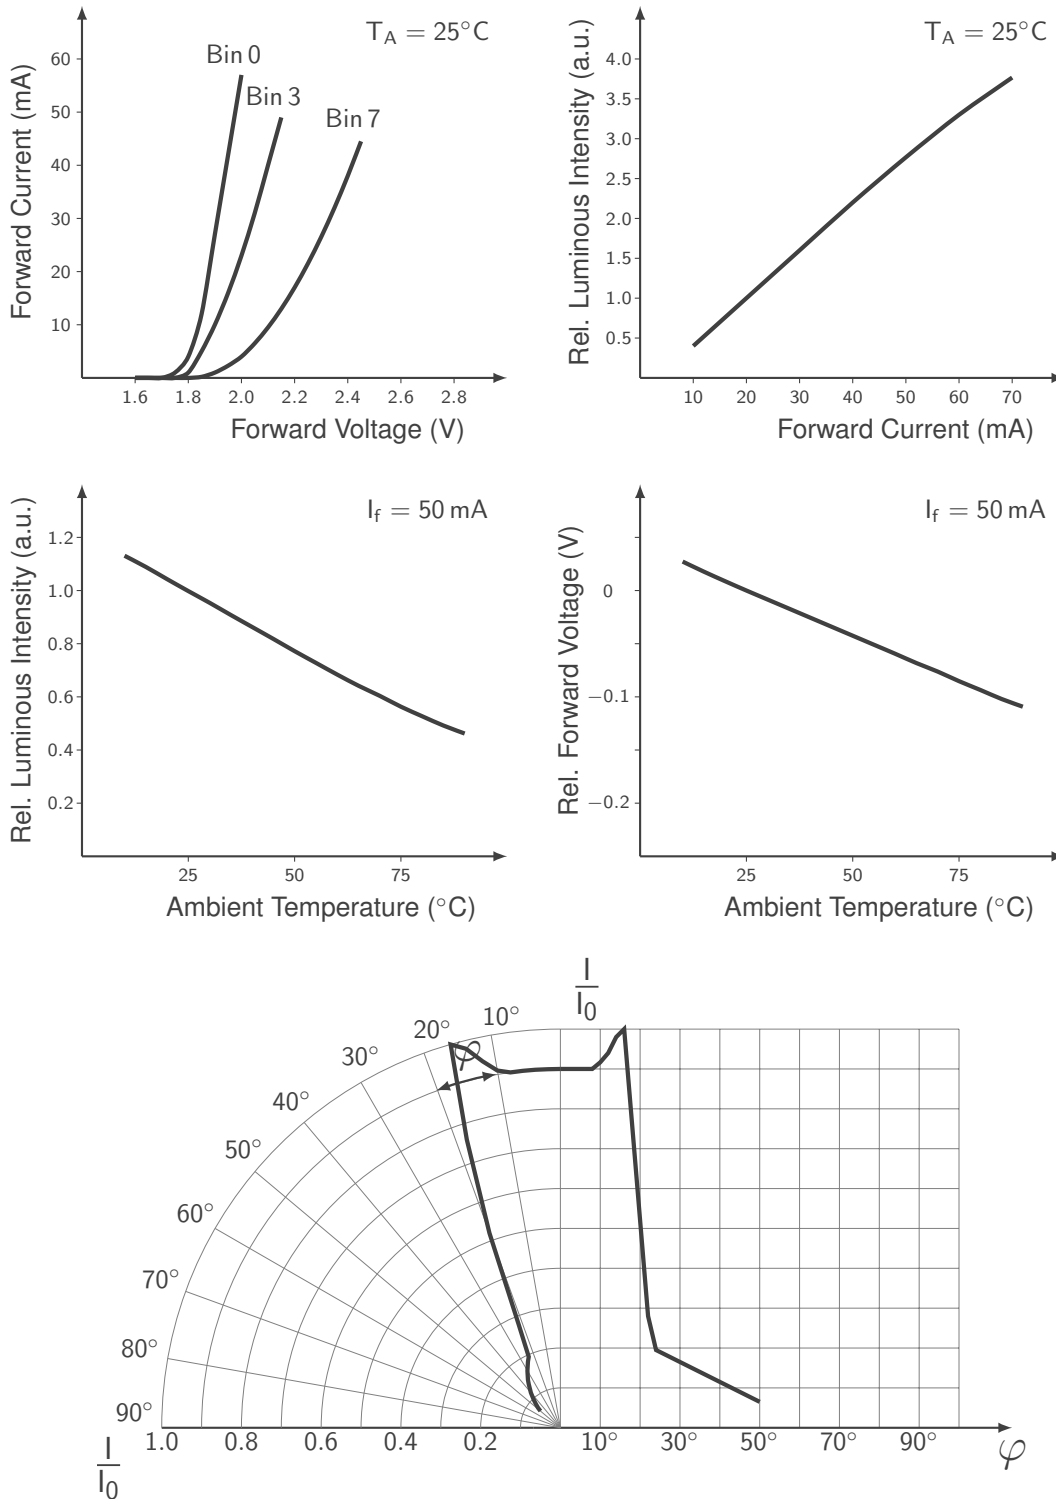 T_A = 25°C
Forward Current (mA)
60
50
40
30
20
10
Bin 0
Bin 3
Bin 7
1.6 1.8 2.0 2.2 2.4 2.6 2.8
Forward Voltage (V)
T_A = 25°C
Rel. Luminous Intensity (a.u.)
4.0
3.5
3.0
2.5
2.0
1.5
1.0
0.5
10 20 30 40 50 60 70
Forward Current (mA)
I_f = 50 mA
Rel. Luminous Intensity (a.u.)
1.2
1.0
0.8
0.6
0.4
0.2
25 50 75
Ambient Temperature (°C)
I_f = 50 mA
Rel. Forward Voltage (V)
0
−0.1
−0.2
25 50 75
Ambient Temperature (°C)
I
I_0
10°
20°
30°
40°
50°
60°
70°
80°
90°
φ
1.0 0.8 0.6 0.4 0.2 10° 30° 50° 70° 90° φ
I
I_0